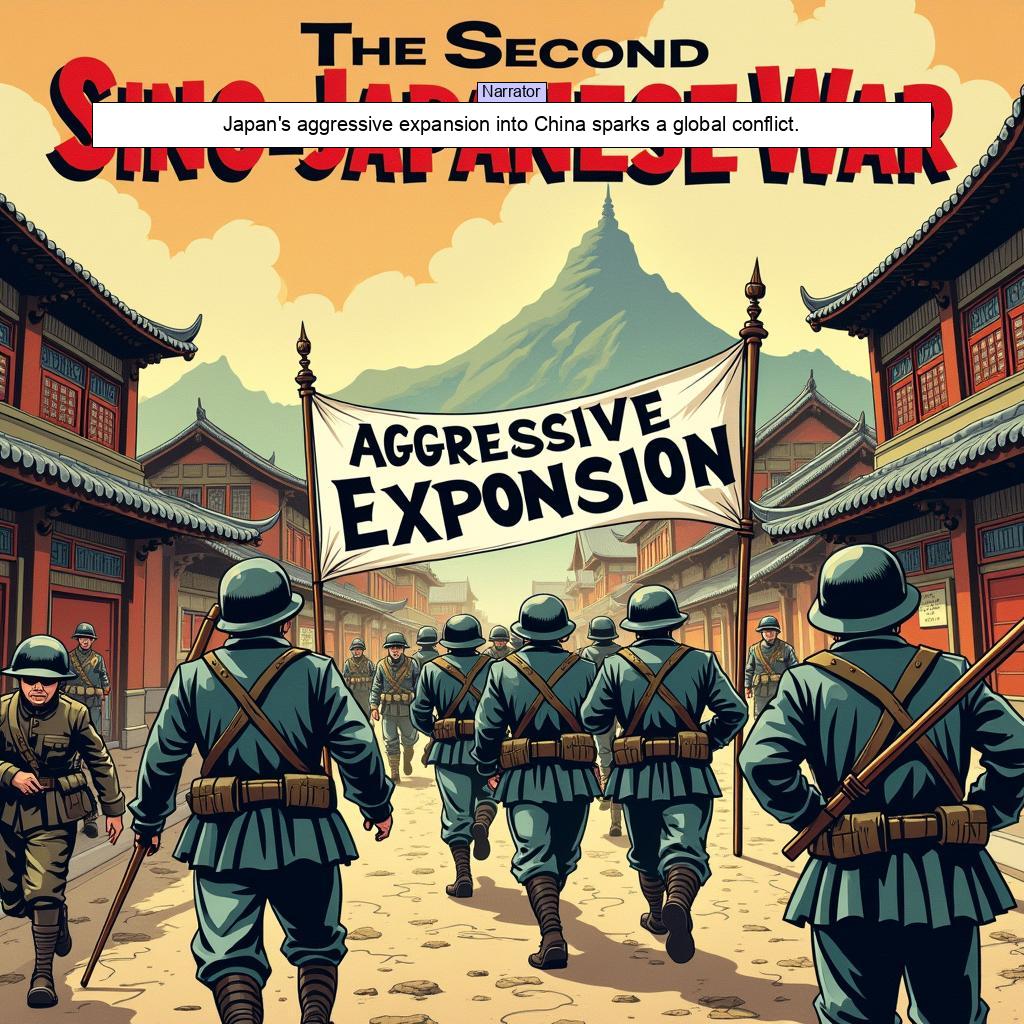 THE SECOND
SINO-JAPANESE WAR
Narrator
Japan's aggressive expansion into China sparks a global conflict.
AGGRESSIVE
EXPONSION